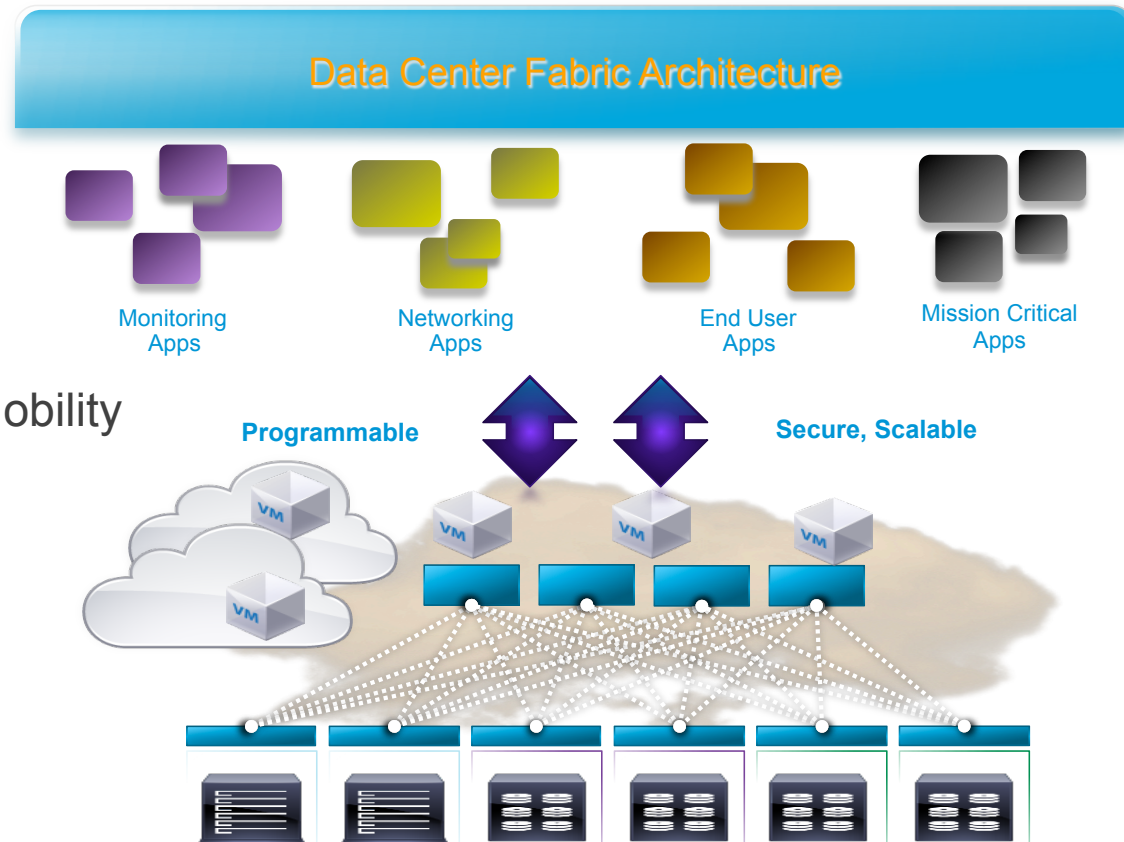 Data Center Fabric Architecture
Monitoring
Apps
Networking
Apps
End User
Apps
Mission Critical
Apps
obility
Programmable
Secure, Scalable
VM
VM
VM
VM
VM